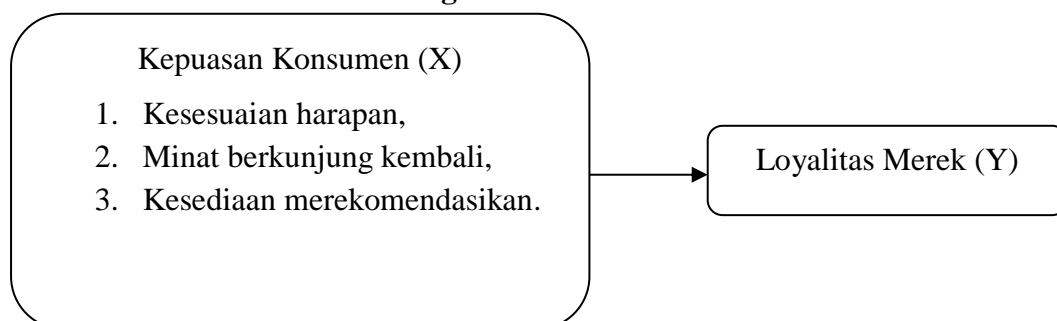 Kepuasan Konsumen (X)
1. Kesesuaian harapan,
2. Minat berkunjung kembali,
3. Kesediaan merekomendasikan.
Loyalitas Merek (Y)